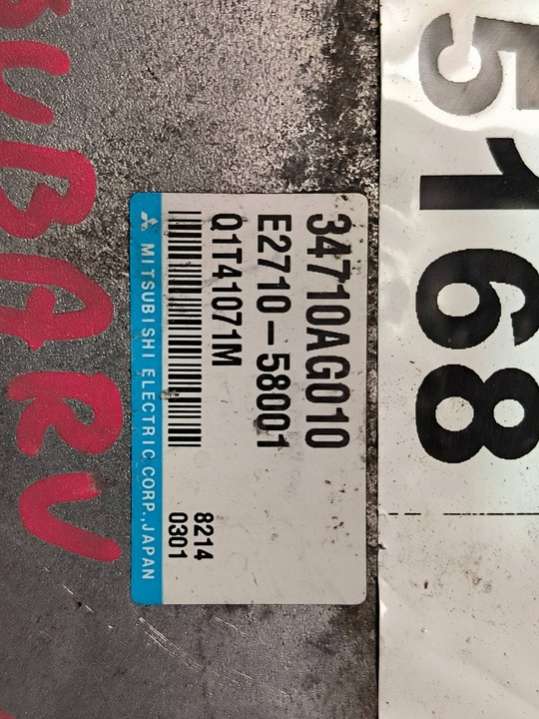 5168
34710AG010
E2710-58001
Q1T41071M
8214
0301
MITSUBISHI ELECTRIC CORP., JAPAN
SUBARU